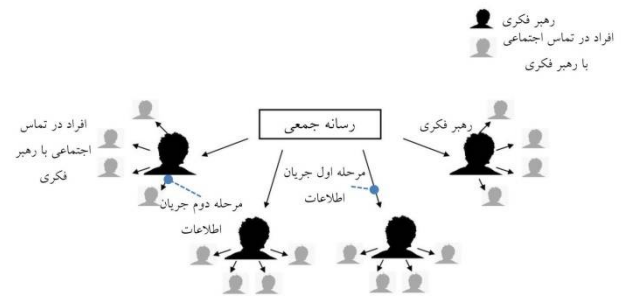 رهبر فکری
افراد در تماس اجتماعی
با رهبر فکری
رسانه جمعی
رهبر فکری
افراد در تماس
اجتماعی با رهبر
فکری
مرحله اول جریان
اطلاعات
مرحله دوم جریان
اطلاعات